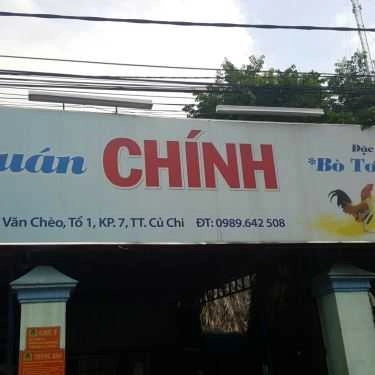 uán CHÍNH
Đặc
*Bò Tơ
Văn Chèo, Tổ 1, KP. 7, TT. Củ Chi ĐT: 0989.642 508